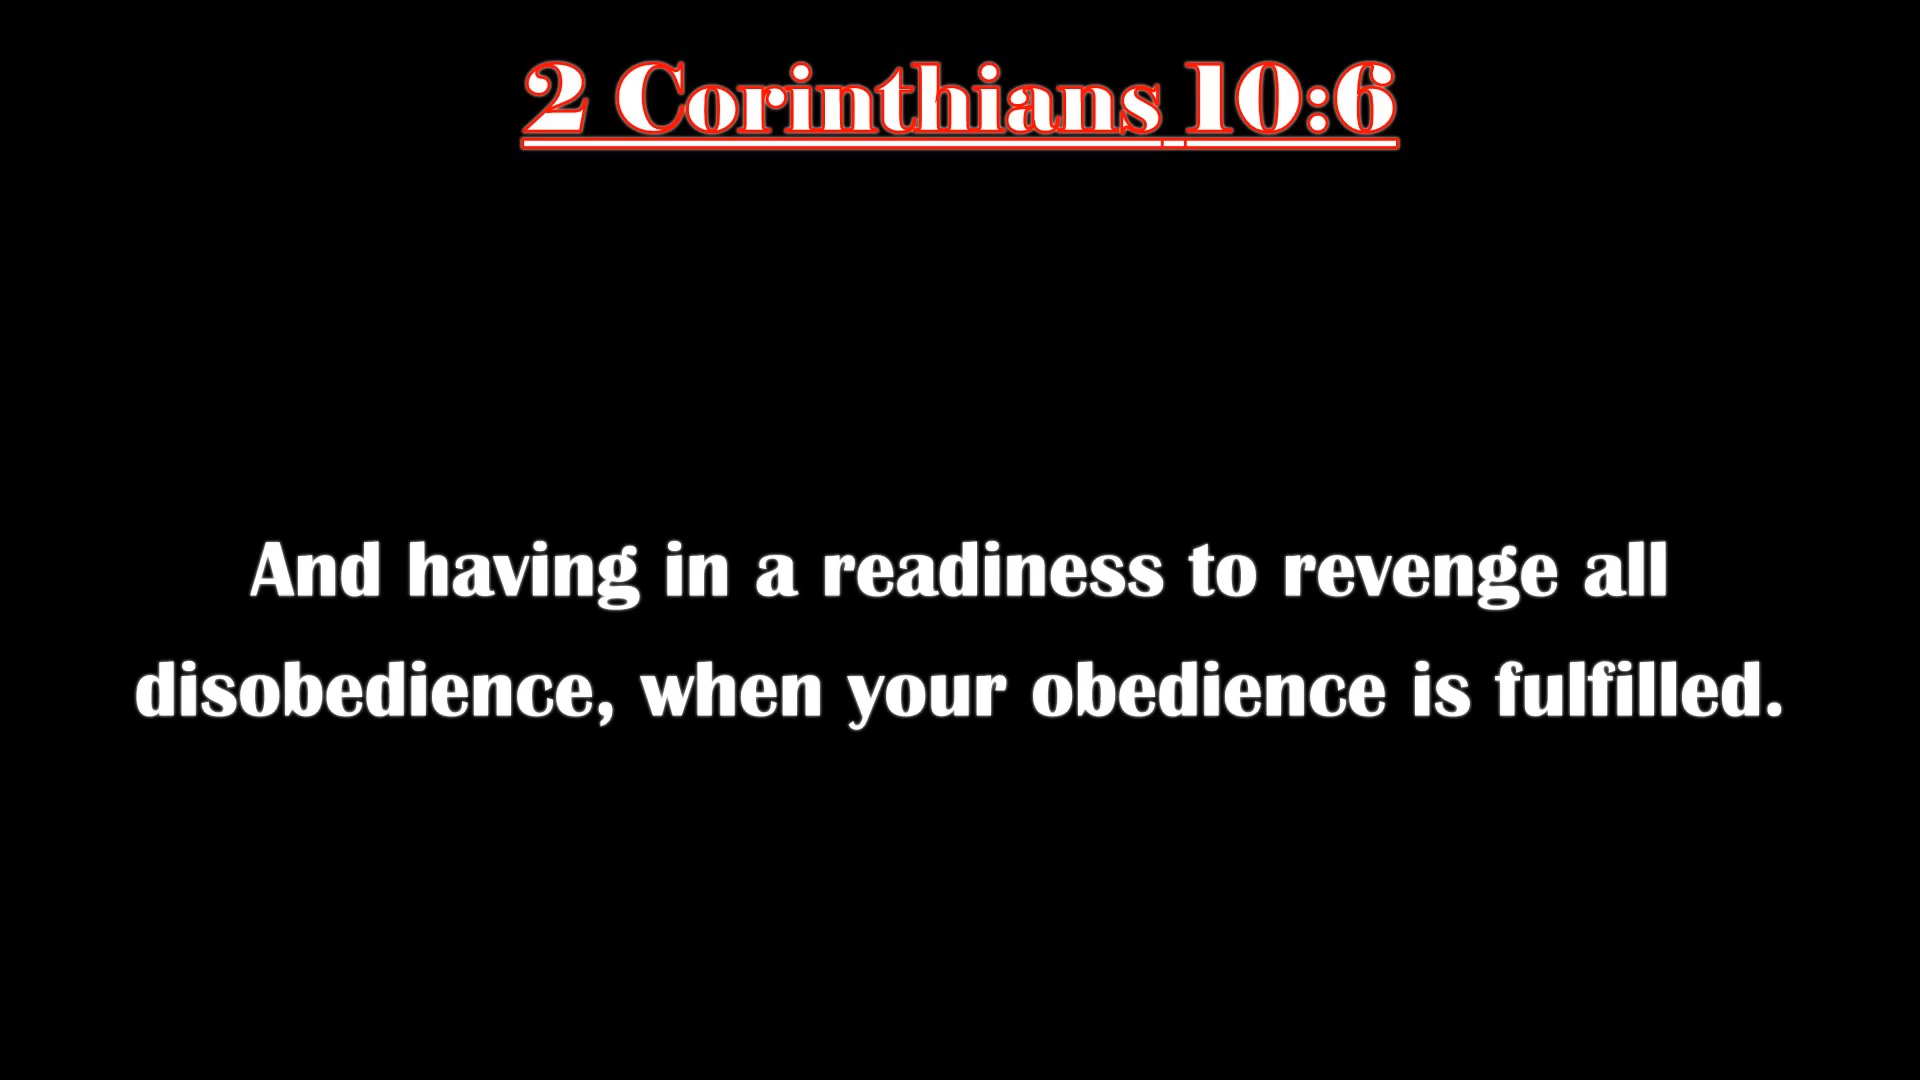 2 Corinthians 10:6
And having in a readiness to revenge all
disobedience, when your obedience is fulfilled.